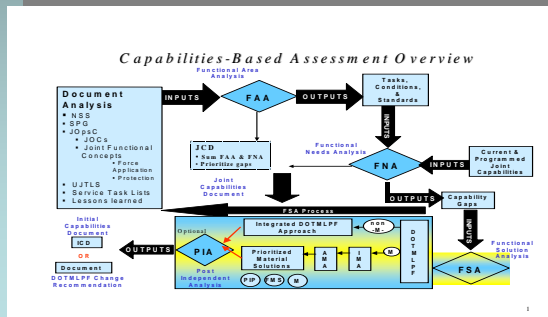 Capabilities-Based Assessment Overview
Functional Area
Analysis
Document
Analysis
• NSS
• SPG
• JOpsC
• JOCs
• Joint Functional
Concepts
• Force
Application
• Protection
• UJTLS
• Service Task Lists
• Lessons learned
INPUTS
FAA
OUTPUTS
Tasks,
Conditions,
&
Standards
INPUTS
JCD
• Sum FAA & FNA
• Prioritize gaps
Functional
Needs Analysis
FNA
INPUTS
Current &
Programmed
Joint
Capabilities
Joint
Capabilities
Document
OUTPUTS
Capability
Gaps
FSA Process
INPUTS
Functional
Solution
Analysis
FSA
Initial
Capabilities
Document
ICD
OR
Document
DOTMLPF Change
Recommendation
OUTPUTS
Optional
PIA
Post
Independent
Analysis
Integrated DOTMLPF
Approach
non
-M-
Prioritized
Material
Solutions
AMA
IMA
M
DOTMLPF
PIP
FMS
M
1